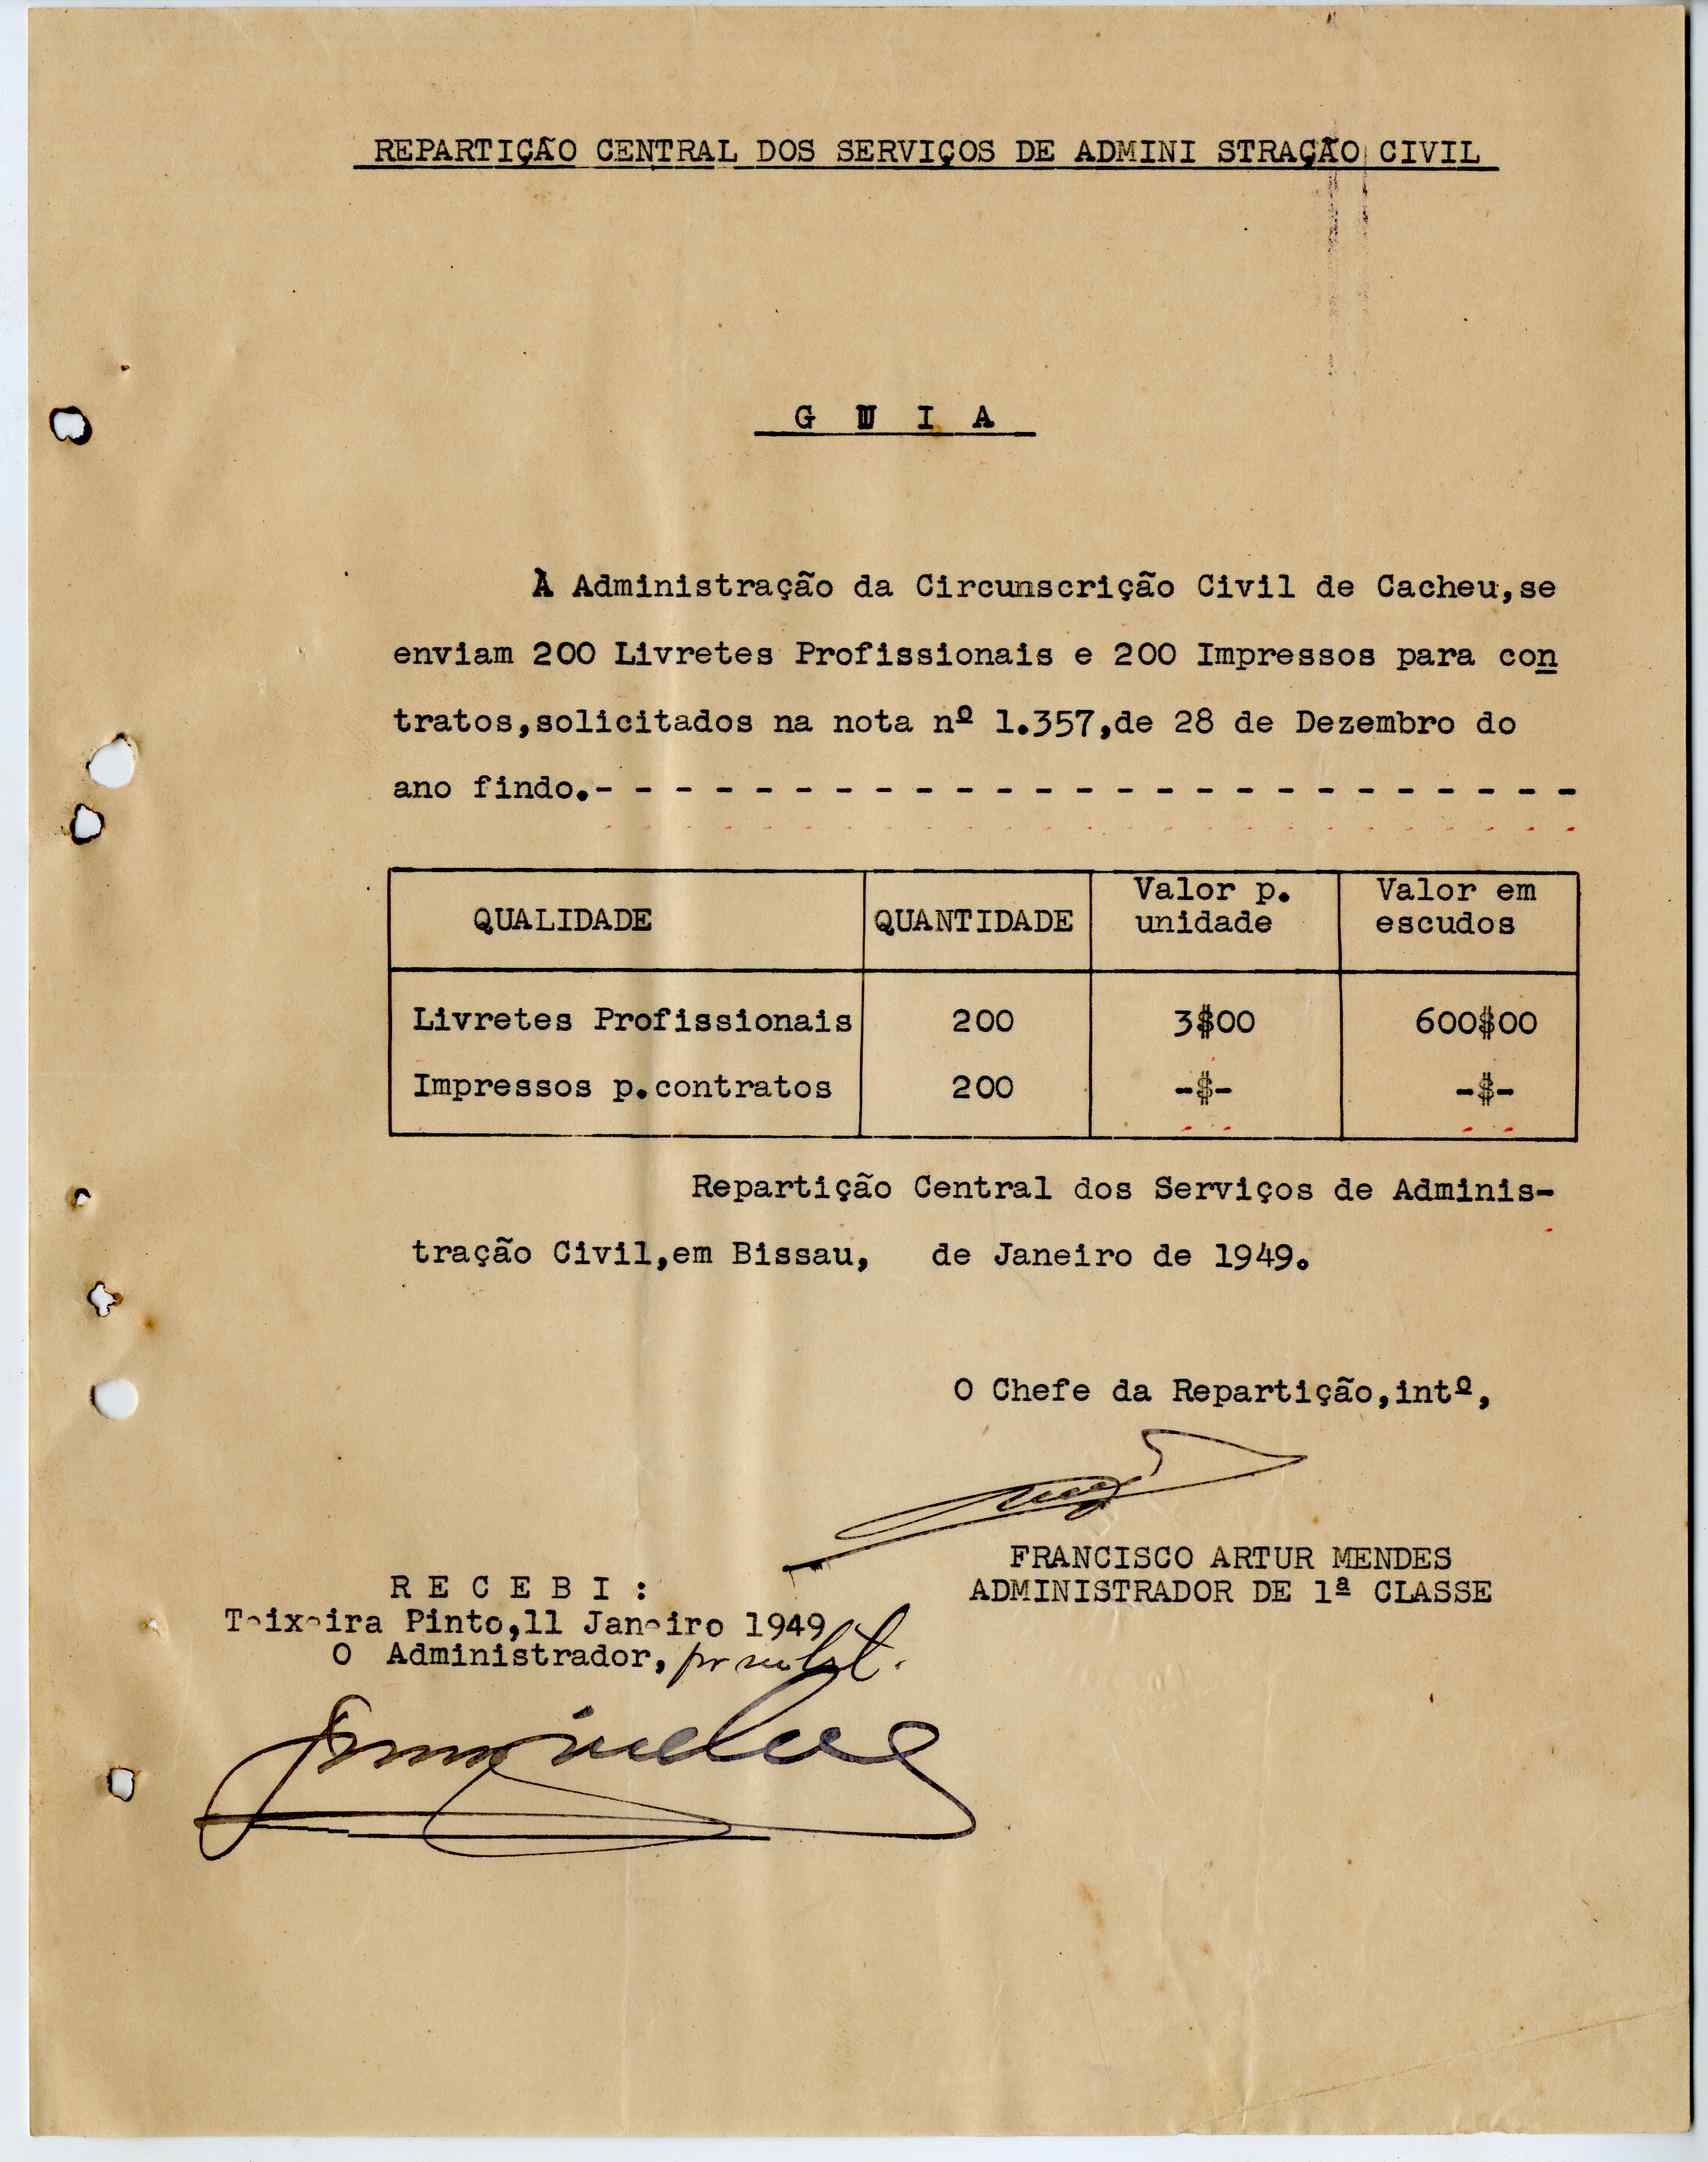 REPARTIÇÃO CENTRAL DOS SERVIÇOS DE ADMINI STRAÇÃO CIVIL
G U I A
À Administração da Circunscrição Civil de Cacheu,se
enviam 200 Livretes Profissionais e 200 Impressos para con
tratos,solicitados na nota nº 1.357,de 28 de Dezembro do
ano findo.- - - - - - - - - - - - - - - - - - - - - - - - -
QUALIDADE QUANTIDADE Valor p. unidade Valor em escudos
Livretes Profissionais 200 3$00 600$00
Impressos p.contratos 200 -$- -$-
Repartição Central dos Serviços de Adminis-
tração Civil,em Bissau, de Janeiro de 1949.
O Chefe da Repartição,intº,
FRANCISCO ARTUR MENDES
ADMINISTRADOR DE 1ª CLASSE
R E C E B I :
Teixeira Pinto,11 Janeiro 1949
O Administrador,